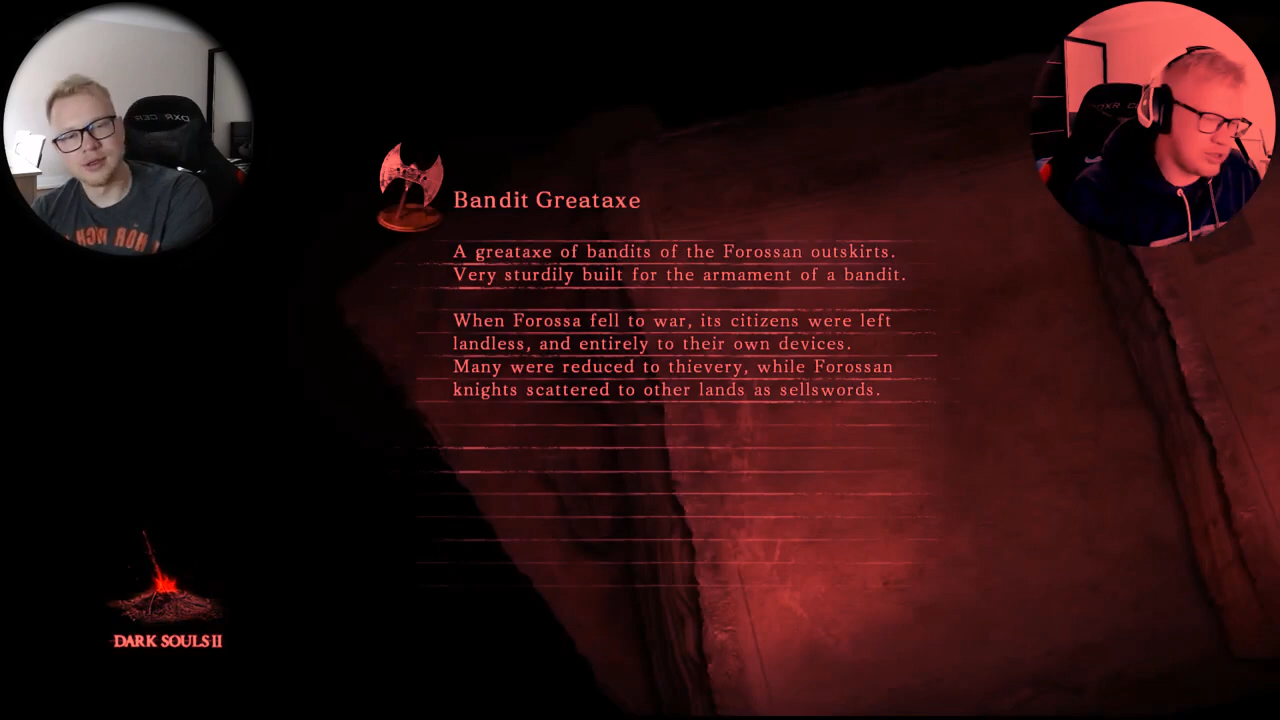 Bandit Greataxe
A greataxe of bandits of the Forossan outskirts.
Very sturdily built for the armament of a bandit.
When Forossa fell to war, its citizens were left
landless, and entirely to their own devices.
Many were reduced to thievery, while Forossan
knights scattered to other lands as sellswords.
DARK SOULS II